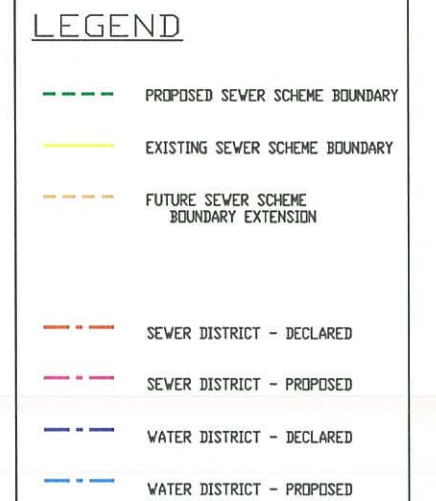 LEGEND
PROPOSED SEWER SCHEME BOUNDARY
EXISTING SEWER SCHEME BOUNDARY
FUTURE SEWER SCHEME
BOUNDARY EXTENSION
SEWER DISTRICT - DECLARED
SEWER DISTRICT - PROPOSED
WATER DISTRICT - DECLARED
WATER DISTRICT - PROPOSED